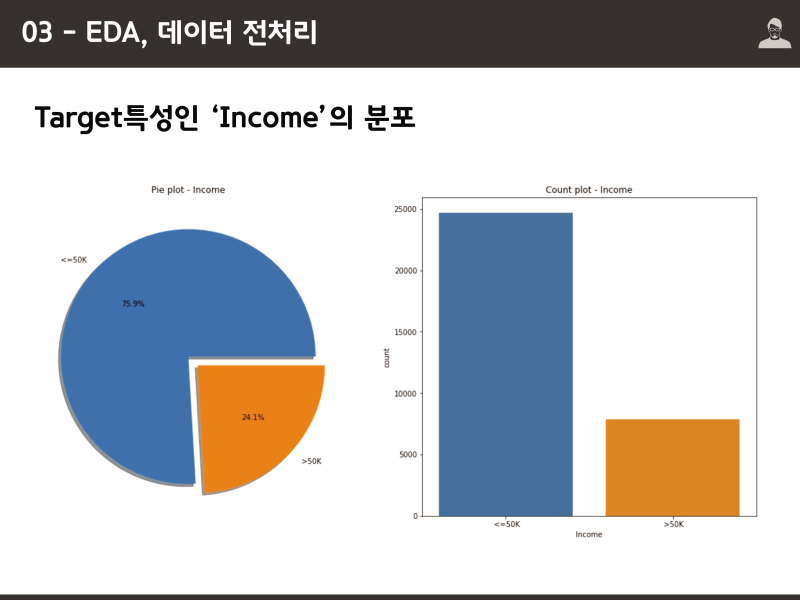 03 - EDA, 데이터 전처리
Target특성인 ‘Income’의 분포
Pie plot - Income
<=50K
75.9%
24.1%
>50K
Count plot - Income
25000
20000
15000
10000
5000
0
count
<=50K
>50K
Income